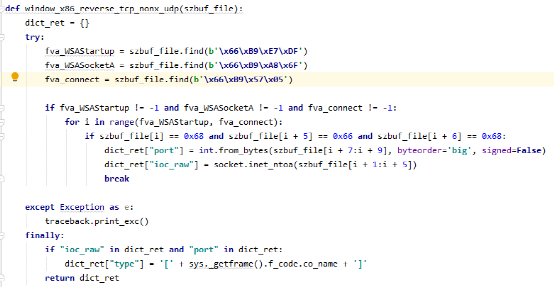 def window_x86_reverse_tcp_nonx_udp(szbuf_file):
dict_ret = {}
try:
fva_WSAStartup = szbuf_file.find(b'\x66\xB9\xE7\xDF')
fva_WSASocketA = szbuf_file.find(b'\x66\xB9\xA8\x6F')
fva_connect = szbuf_file.find(b'\x66\xB9\x57\x05')
if fva_WSAStartup != -1 and fva_WSASocketA != -1 and fva_connect != -1:
for i in range(fva_WSAStartup, fva_connect):
if szbuf_file[i] == 0x68 and szbuf_file[i + 5] == 0x66 and szbuf_file[i + 6] == 0x68:
dict_ret["port"] = int.from_bytes(szbuf_file[i + 7:i + 9], byteorder='big', signed=False)
dict_ret["ioc_raw"] = socket.inet_ntoa(szbuf_file[i + 1:i + 5])
break
except Exception as e:
traceback.print_exc()
finally:
if "ioc_raw" in dict_ret and "port" in dict_ret:
dict_ret["type"] = '[' + sys._getframe().f_code.co_name + ']'
return dict_ret